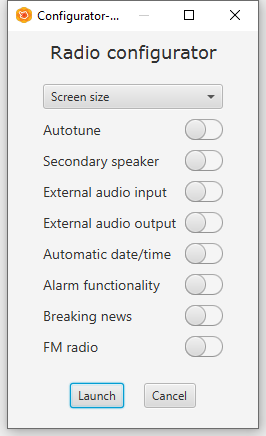 Configurator-...
Radio configurator
Screen size
Autotune
Secondary speaker
External audio input
External audio output
Automatic date/time
Alarm functionality
Breaking news
FM radio
Launch Cancel